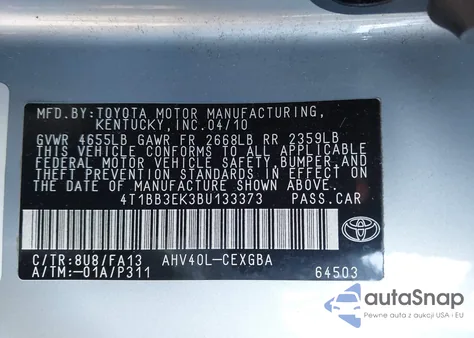 MFD. BY: TOYOTA MOTOR MANUFACTURING,
KENTUCKY, INC. 04/10
GVWR 4655LB GAWR FR 2668LB RR 2359LB
THIS VEHICLE CONFORMS TO ALL APPLICABLE
FEDERAL MOTOR VEHICLE SAFETY, BUMPER, AND
THEFT PREVENTION STANDARDS IN EFFECT ON
THE DATE OF MANUFACTURE SHOWN ABOVE.
4T1BB3EK3BU133373 PASS. CAR
C/TR: 8U8/FA13 AHV40L-CEXGBA
A/TM: -01A/P311 64503
autoSnap
Pewne auta z aukcji USA i EU